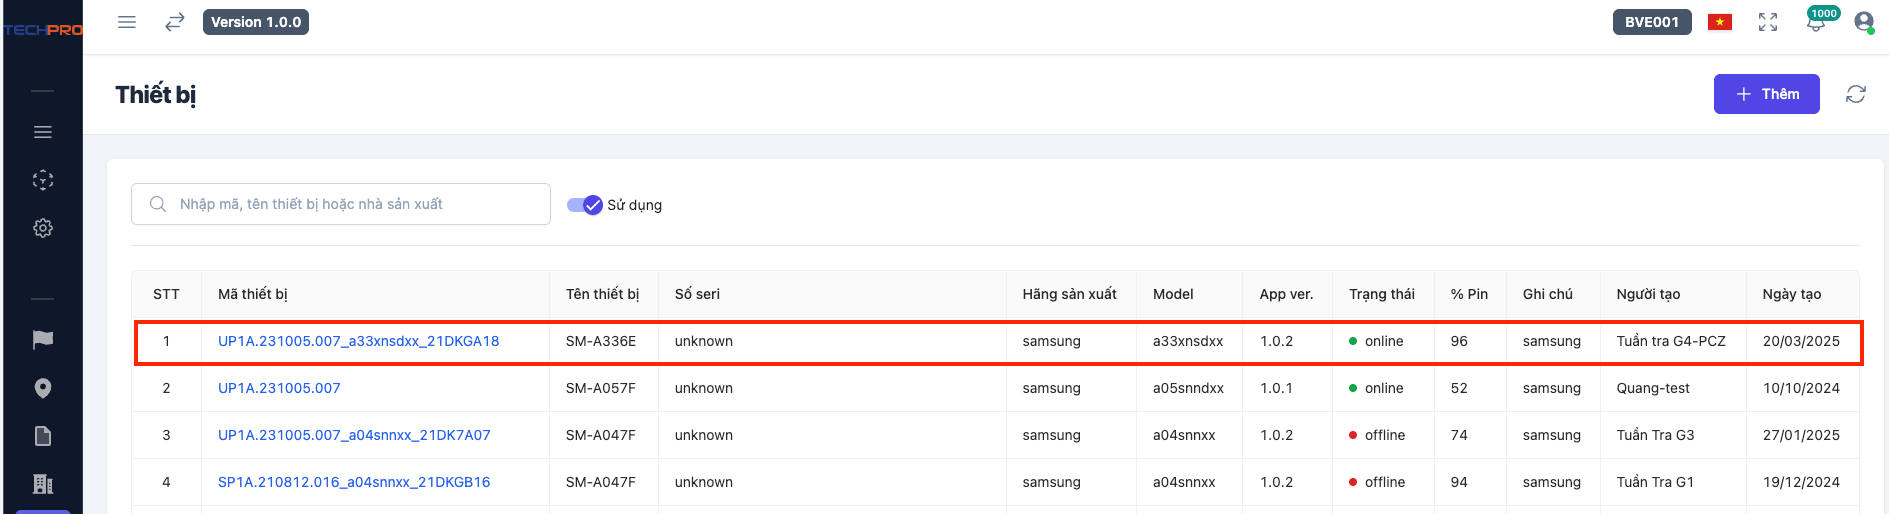 TECHPRO
Version 1.0.0
BVE001
1000
Thiết bị
Thêm
Nhập mã, tên thiết bị hoặc nhà sản xuất
Sử dụng
STT Mã thiết bị Tên thiết bị Số seri Hãng sản xuất Model App ver. Trạng thái % Pin Ghi chú Người tạo Ngày tạo
1 UP1A.231005.007_a33xnsdxx_21DKGA18 SM-A336E unknown samsung a33xnsdxx 1.0.2 online 96 samsung Tuần tra G4-PCZ 20/03/2025
2 UP1A.231005.007 SM-A057F unknown samsung a05snndxx 1.0.1 online 52 samsung Quang-test 10/10/2024
3 UP1A.231005.007_a04snnxx_21DK7A07 SM-A047F unknown samsung a04snnxx 1.0.2 offline 74 samsung Tuần Tra G3 27/01/2025
4 SP1A.210812.016_a04snnxx_21DKGB16 SM-A047F unknown samsung a04snnxx 1.0.2 offline 94 samsung Tuần Tra G1 19/12/2024